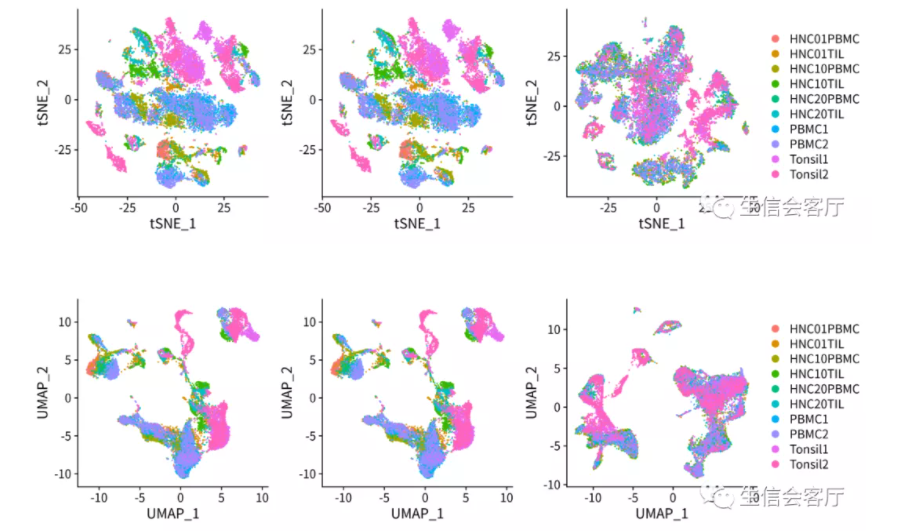 tSNE_2
25
0
-25
-50
-25
0
25
tSNE_1
tSNE_2
25
0
-25
-50
-25
0
25
tSNE_1
tSNE_2
25
0
-25
-25
0
25
tSNE_1
HNC01PBMC
HNC01TIL
HNC10PBMC
HNC10TIL
HNC20PBMC
HNC20TIL
PBMC1
PBMC2
Tonsil1
Tonsil2
生信会客厅
UMAP_2
10
5
0
-5
-10
-10
-5
0
5
10
UMAP_1
UMAP_2
10
5
0
-5
-10
-10
-5
0
5
10
UMAP_1
UMAP_2
10
5
0
-5
-10
-10
-5
0
5
UMAP_1
HNC01PBMC
HNC01TIL
HNC10PBMC
HNC10TIL
HNC20PBMC
HNC20TIL
PBMC1
PBMC2
Tonsil1
Tonsil2
生信会客厅